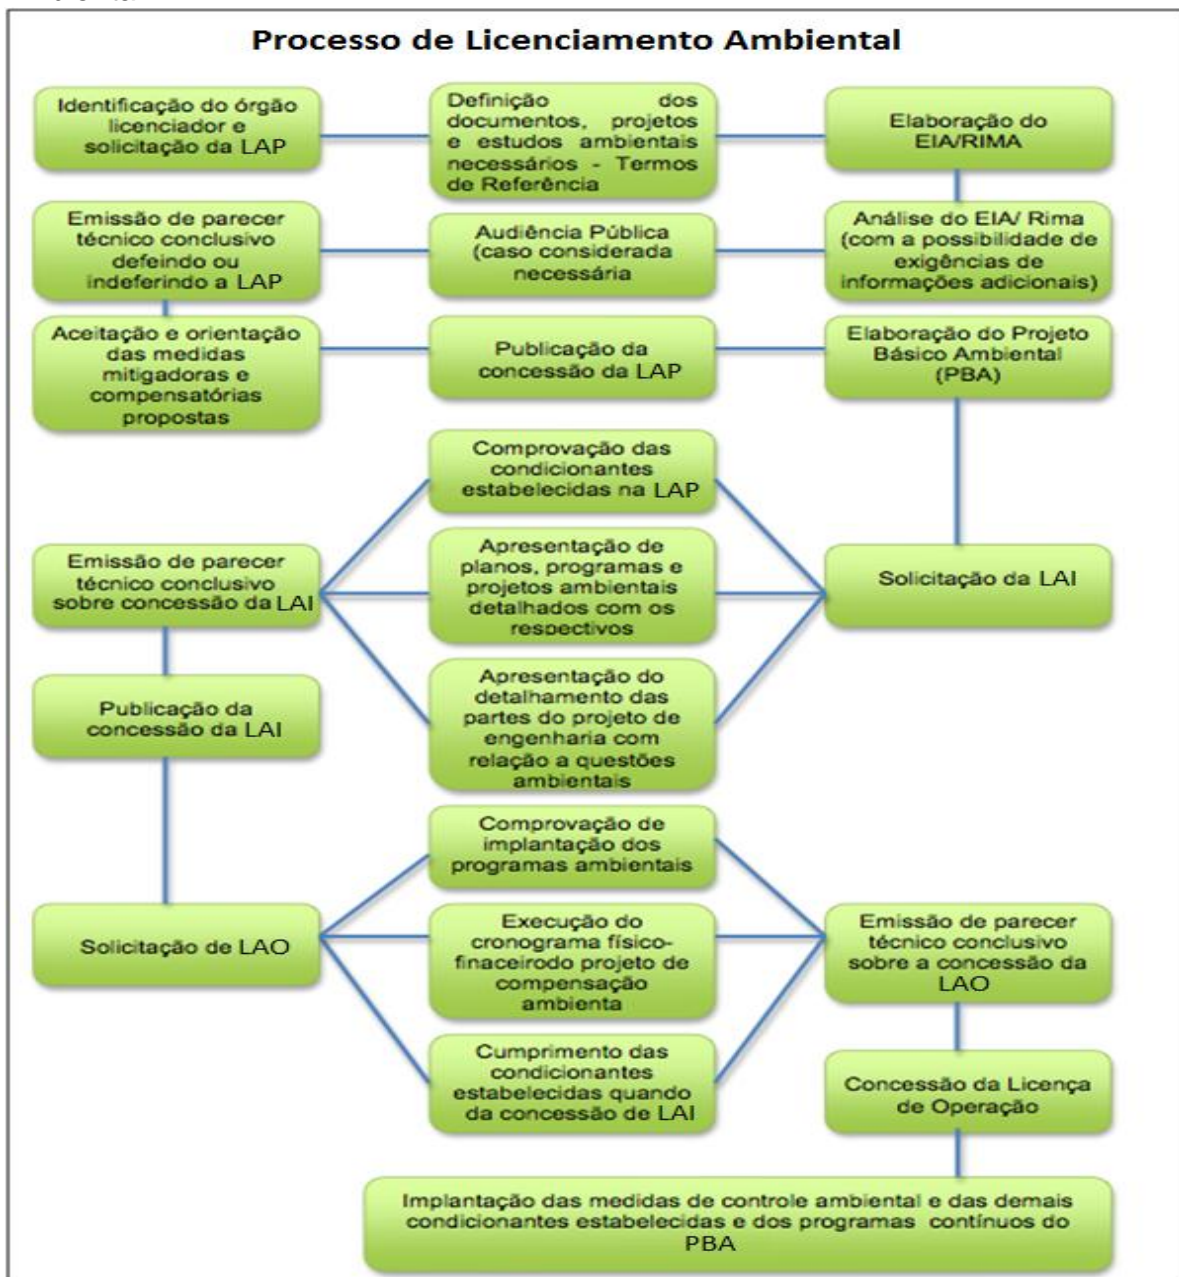 Processo de Licenciamento Ambiental
Identificação do órgão
licenciador e
solicitação da LAP
Definição dos
documentos, projetos
e estudos ambientais
necessários - Termos
de Referência
Elaboração do
EIA/RIMA
Emissão de parecer
técnico conclusivo
defeindo ou
indeferindo a LAP
Audiência Pública
(caso considerada
necessária
Análise do EIA/ Rima
(com a possibilidade de
exigências de
informações adicionais)
Aceitação e orientação
das medidas
mitigadoras e
compensatórias
propostas
Publicação da
concessão da LAP
Elaboração do Projeto
Básico Ambiental
(PBA)
Comprovação das
condicionantes
estabelecidas na LAP
Emissão de parecer
técnico conclusivo
sobre concessão da LAI
Apresentação de
planos, programas e
projetos ambientais
detalhados com os
respectivos
Solicitação da LAI
Publicação da
concessão da LAI
Apresentação do
detalhamento das
partes do projeto de
engenharia com
relação a questões
ambientais
Comprovação de
implantação dos
programas ambientais
Solicitação de LAO
Execução do
cronograma físico-
finaceirodo projeto de
compensação
ambienta
Emissão de parecer
técnico conclusivo
sobre a concessão da
LAO
Cumprimento das
condicionantes
estabelecidas quando
da concessão de LAI
Concessão da Licença
de Operação
Implantação das medidas de controle ambiental e das demais
condicionantes estabelecidas e dos programas contínuos do
PBA